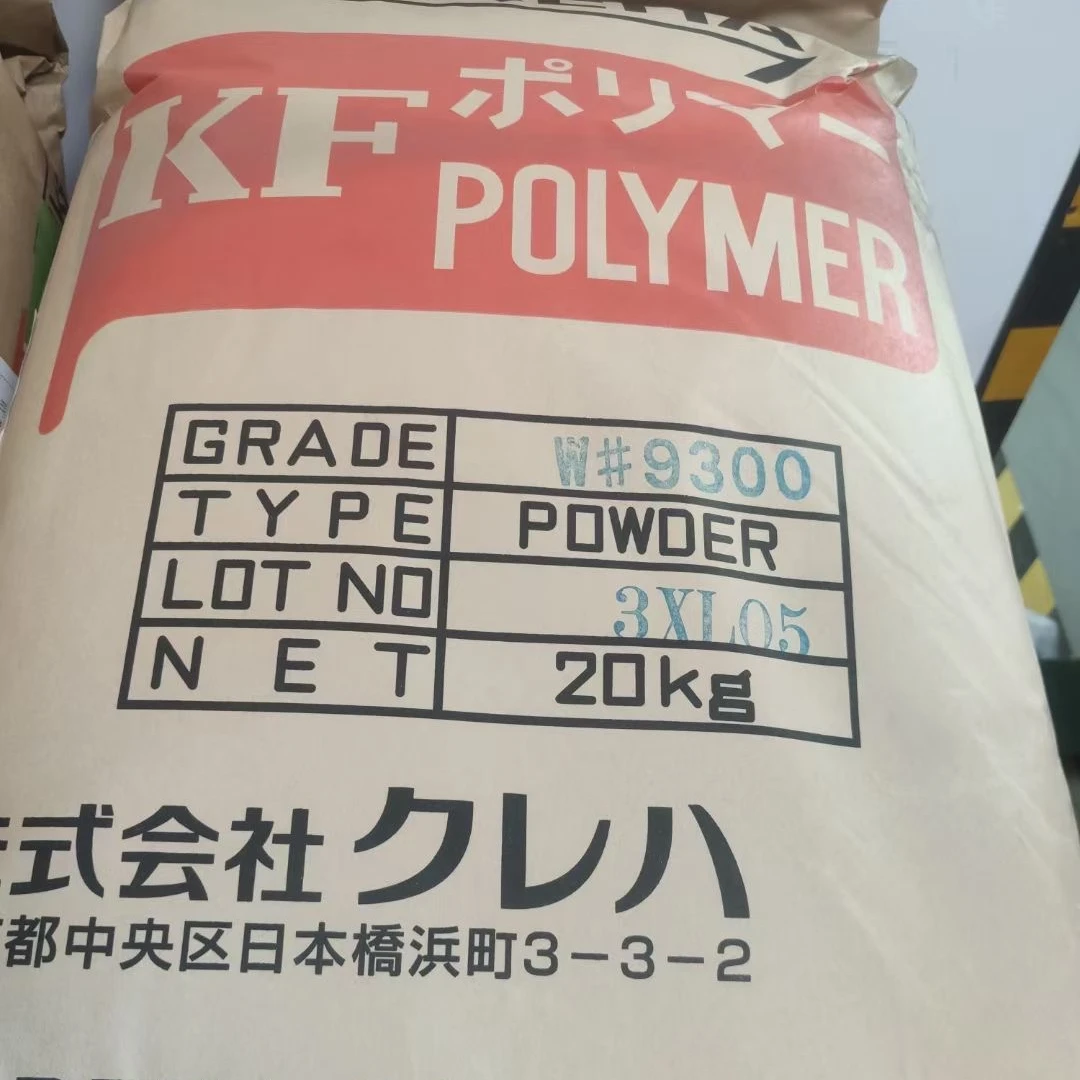 KF ポリマー
POLYMER
GRADE W#9300
TYPE POWDER
LOT NO 3XL05
NET 20kg
式会社クレハ
都中央区日本橋浜町3-3-2